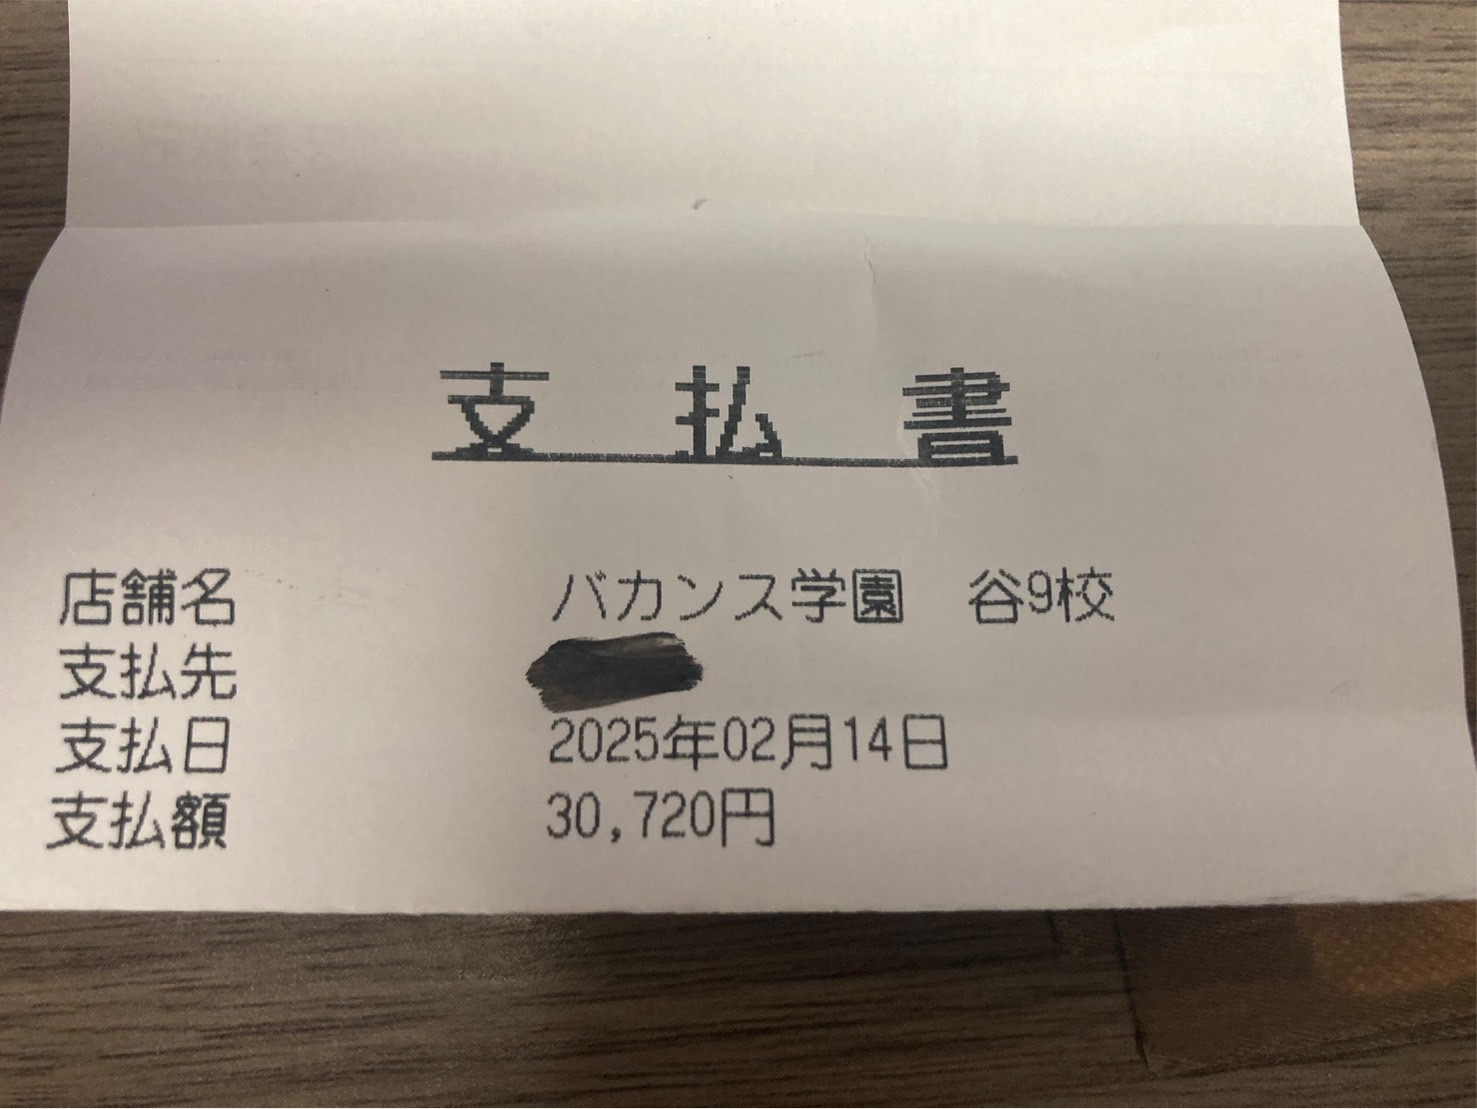 支払書
店舗名 バカンス学園 谷9校
支払先
支払日 2025年02月14日
支払額 30,720円